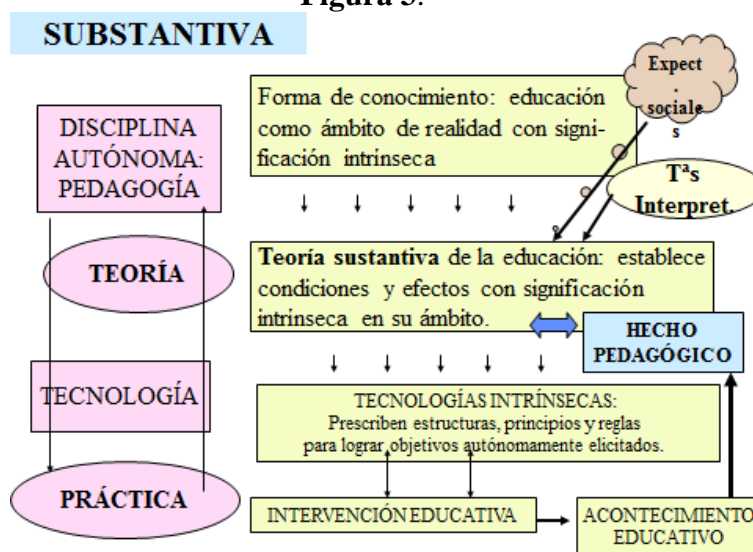 Figura 3.
SUBSTANTIVA
Expect
.
sociale
s
Forma de conocimiento: educación
como ámbito de realidad con signi-
ficación intrínseca
DISCIPLINA
AUTÓNOMA:
PEDAGOGÍA
Tªs
Interpret.
TEORÍA
Teoría sustantiva de la educación: establece
condiciones y efectos con significación
intrínseca en su ámbito.
HECHO
PEDAGÓGICO
TECNOLOGÍA
TECNOLOGÍAS INTRÍNSECAS:
Prescriben estructuras, principios y reglas
para lograr objetivos autónomamente elicitados.
PRÁCTICA
INTERVENCIÓN EDUCATIVA
ACONTECIMIENTO
EDUCATIVO